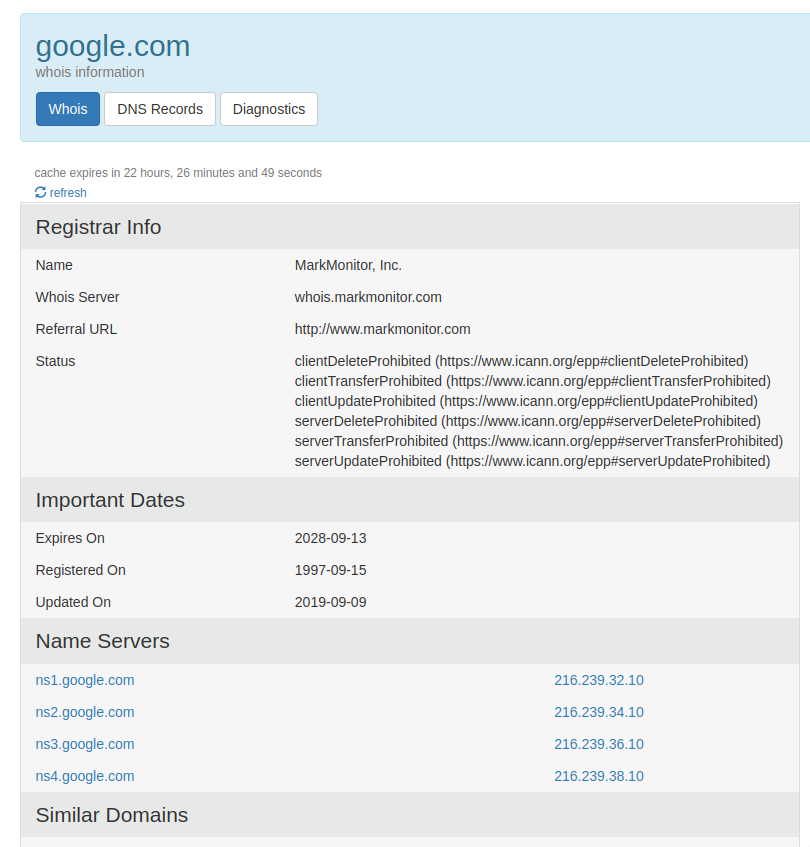 google.com
whois information
Whois DNS Records Diagnostics
cache expires in 22 hours, 26 minutes and 49 seconds
refresh
Registrar Info
Name MarkMonitor, Inc.
Whois Server whois.markmonitor.com
Referral URL http://www.markmonitor.com
Status clientDeleteProhibited (https://www.icann.org/epp#clientDeleteProhibited)
clientTransferProhibited (https://www.icann.org/epp#clientTransferProhibited)
clientUpdateProhibited (https://www.icann.org/epp#clientUpdateProhibited)
serverDeleteProhibited (https://www.icann.org/epp#serverDeleteProhibited)
serverTransferProhibited (https://www.icann.org/epp#serverTransferProhibited)
serverUpdateProhibited (https://www.icann.org/epp#serverUpdateProhibited)
Important Dates
Expires On 2028-09-13
Registered On 1997-09-15
Updated On 2019-09-09
Name Servers
ns1.google.com 216.239.32.10
ns2.google.com 216.239.34.10
ns3.google.com 216.239.36.10
ns4.google.com 216.239.38.10
Similar Domains